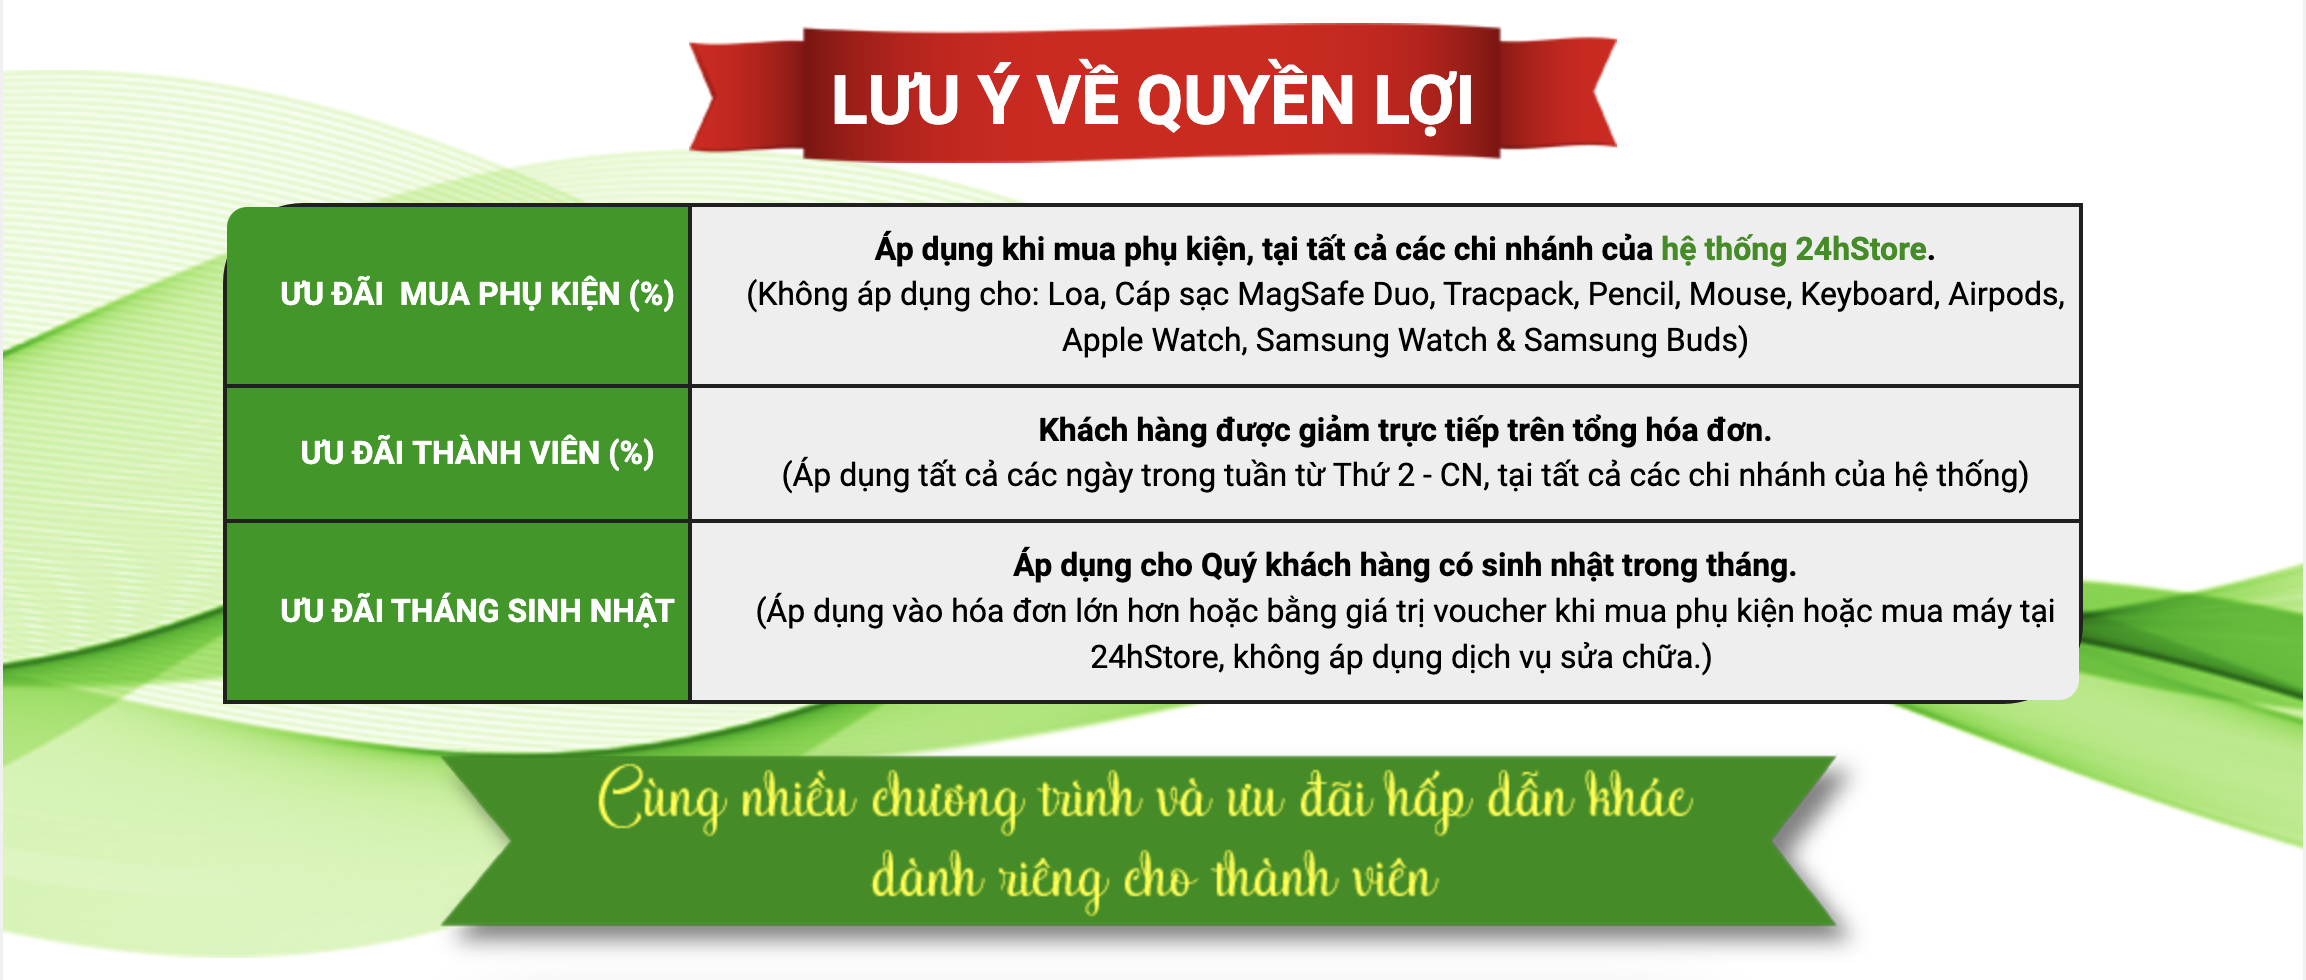 LƯU Ý VỀ QUYỀN LỢI
ƯU ĐÃI  MUA PHỤ KIỆN (%)
Áp dụng khi mua phụ kiện, tại tất cả các chi nhánh của hệ thống 24hStore.
(Không áp dụng cho: Loa, Cáp sạc MagSafe Duo, Tracpack, Pencil, Mouse, Keyboard, Airpods,
Apple Watch, Samsung Watch & Samsung Buds)
ƯU ĐÃI THÀNH VIÊN (%)
Khách hàng được giảm trực tiếp trên tổng hóa đơn.
(Áp dụng tất cả các ngày trong tuần từ Thứ 2 - CN, tại tất cả các chi nhánh của hệ thống)
ƯU ĐÃI THÁNG SINH NHẬT
Áp dụng cho Quý khách hàng có sinh nhật trong tháng.
(Áp dụng vào hóa đơn lớn hơn hoặc bằng giá trị voucher khi mua phụ kiện hoặc mua máy tại
24hStore, không áp dụng dịch vụ sửa chữa.)
Cùng nhiều chương trình và ưu đãi hấp dẫn khác
dành riêng cho thành viên